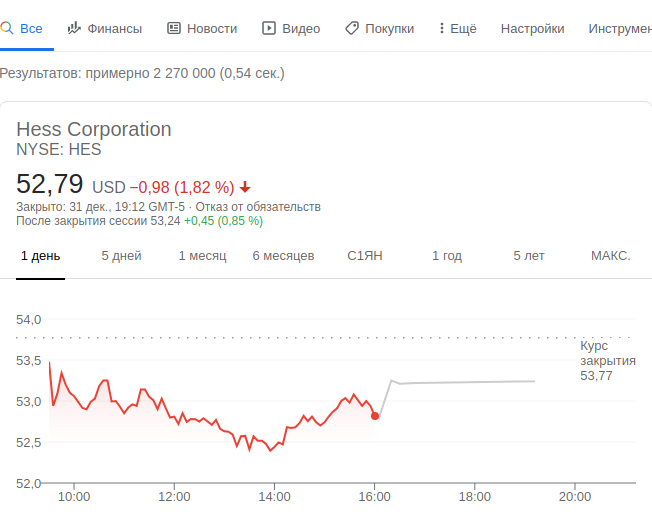 Все Финансы Новости Видео Покупки Ещё Настройки Инструмен
Результатов: примерно 2 270 000 (0,54 сек.)
Hess Corporation
NYSE: HES
52,79 USD −0,98 (1,82 %)
Закрыто: 31 дек., 19:12 GMT-5 · Отказ от обязательств
После закрытия сессии 53,24 +0,45 (0,85 %)
1 день 5 дней 1 месяц 6 месяцев С1ЯН 1 год 5 лет МАКС.
54,0
Курс
закрытия
53,77
53,5
53,0
52,5
52,0
10:00 12:00 14:00 16:00 18:00 20:00